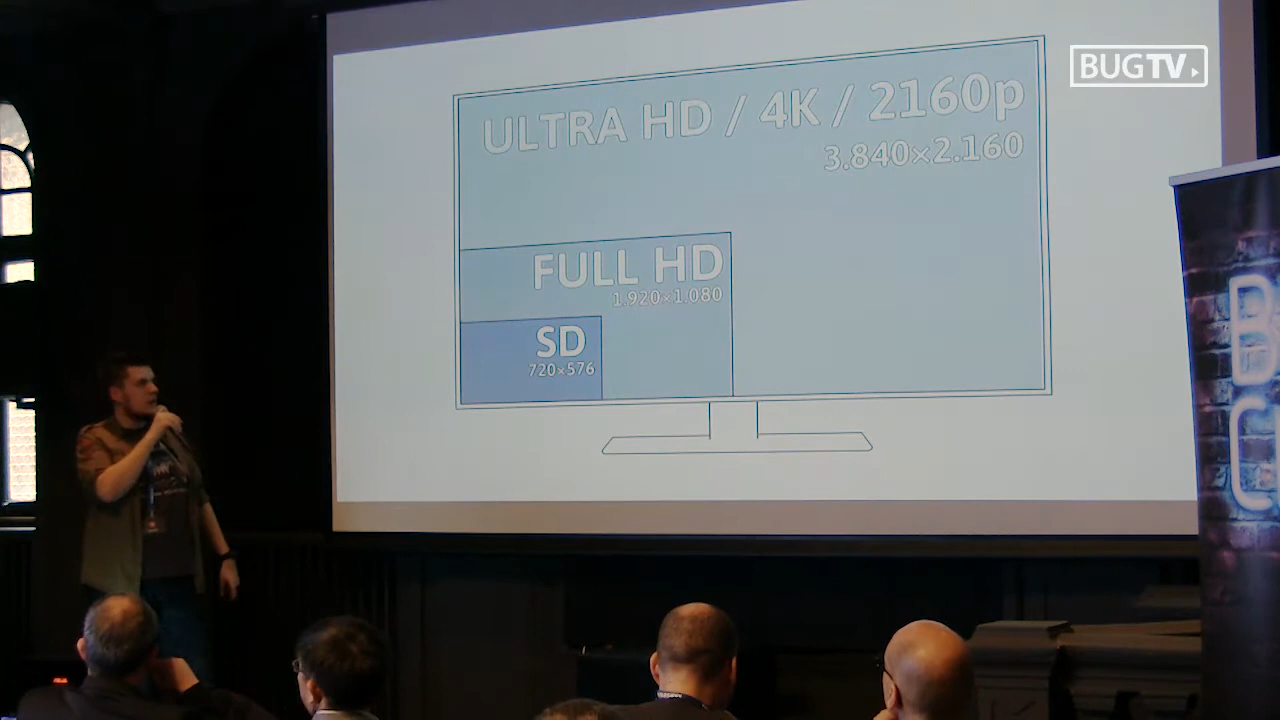 BUGTV
ULTRA HD / 4K / 2160p
3.840×2.160
FULL HD
1.920×1.080
SD
720×576